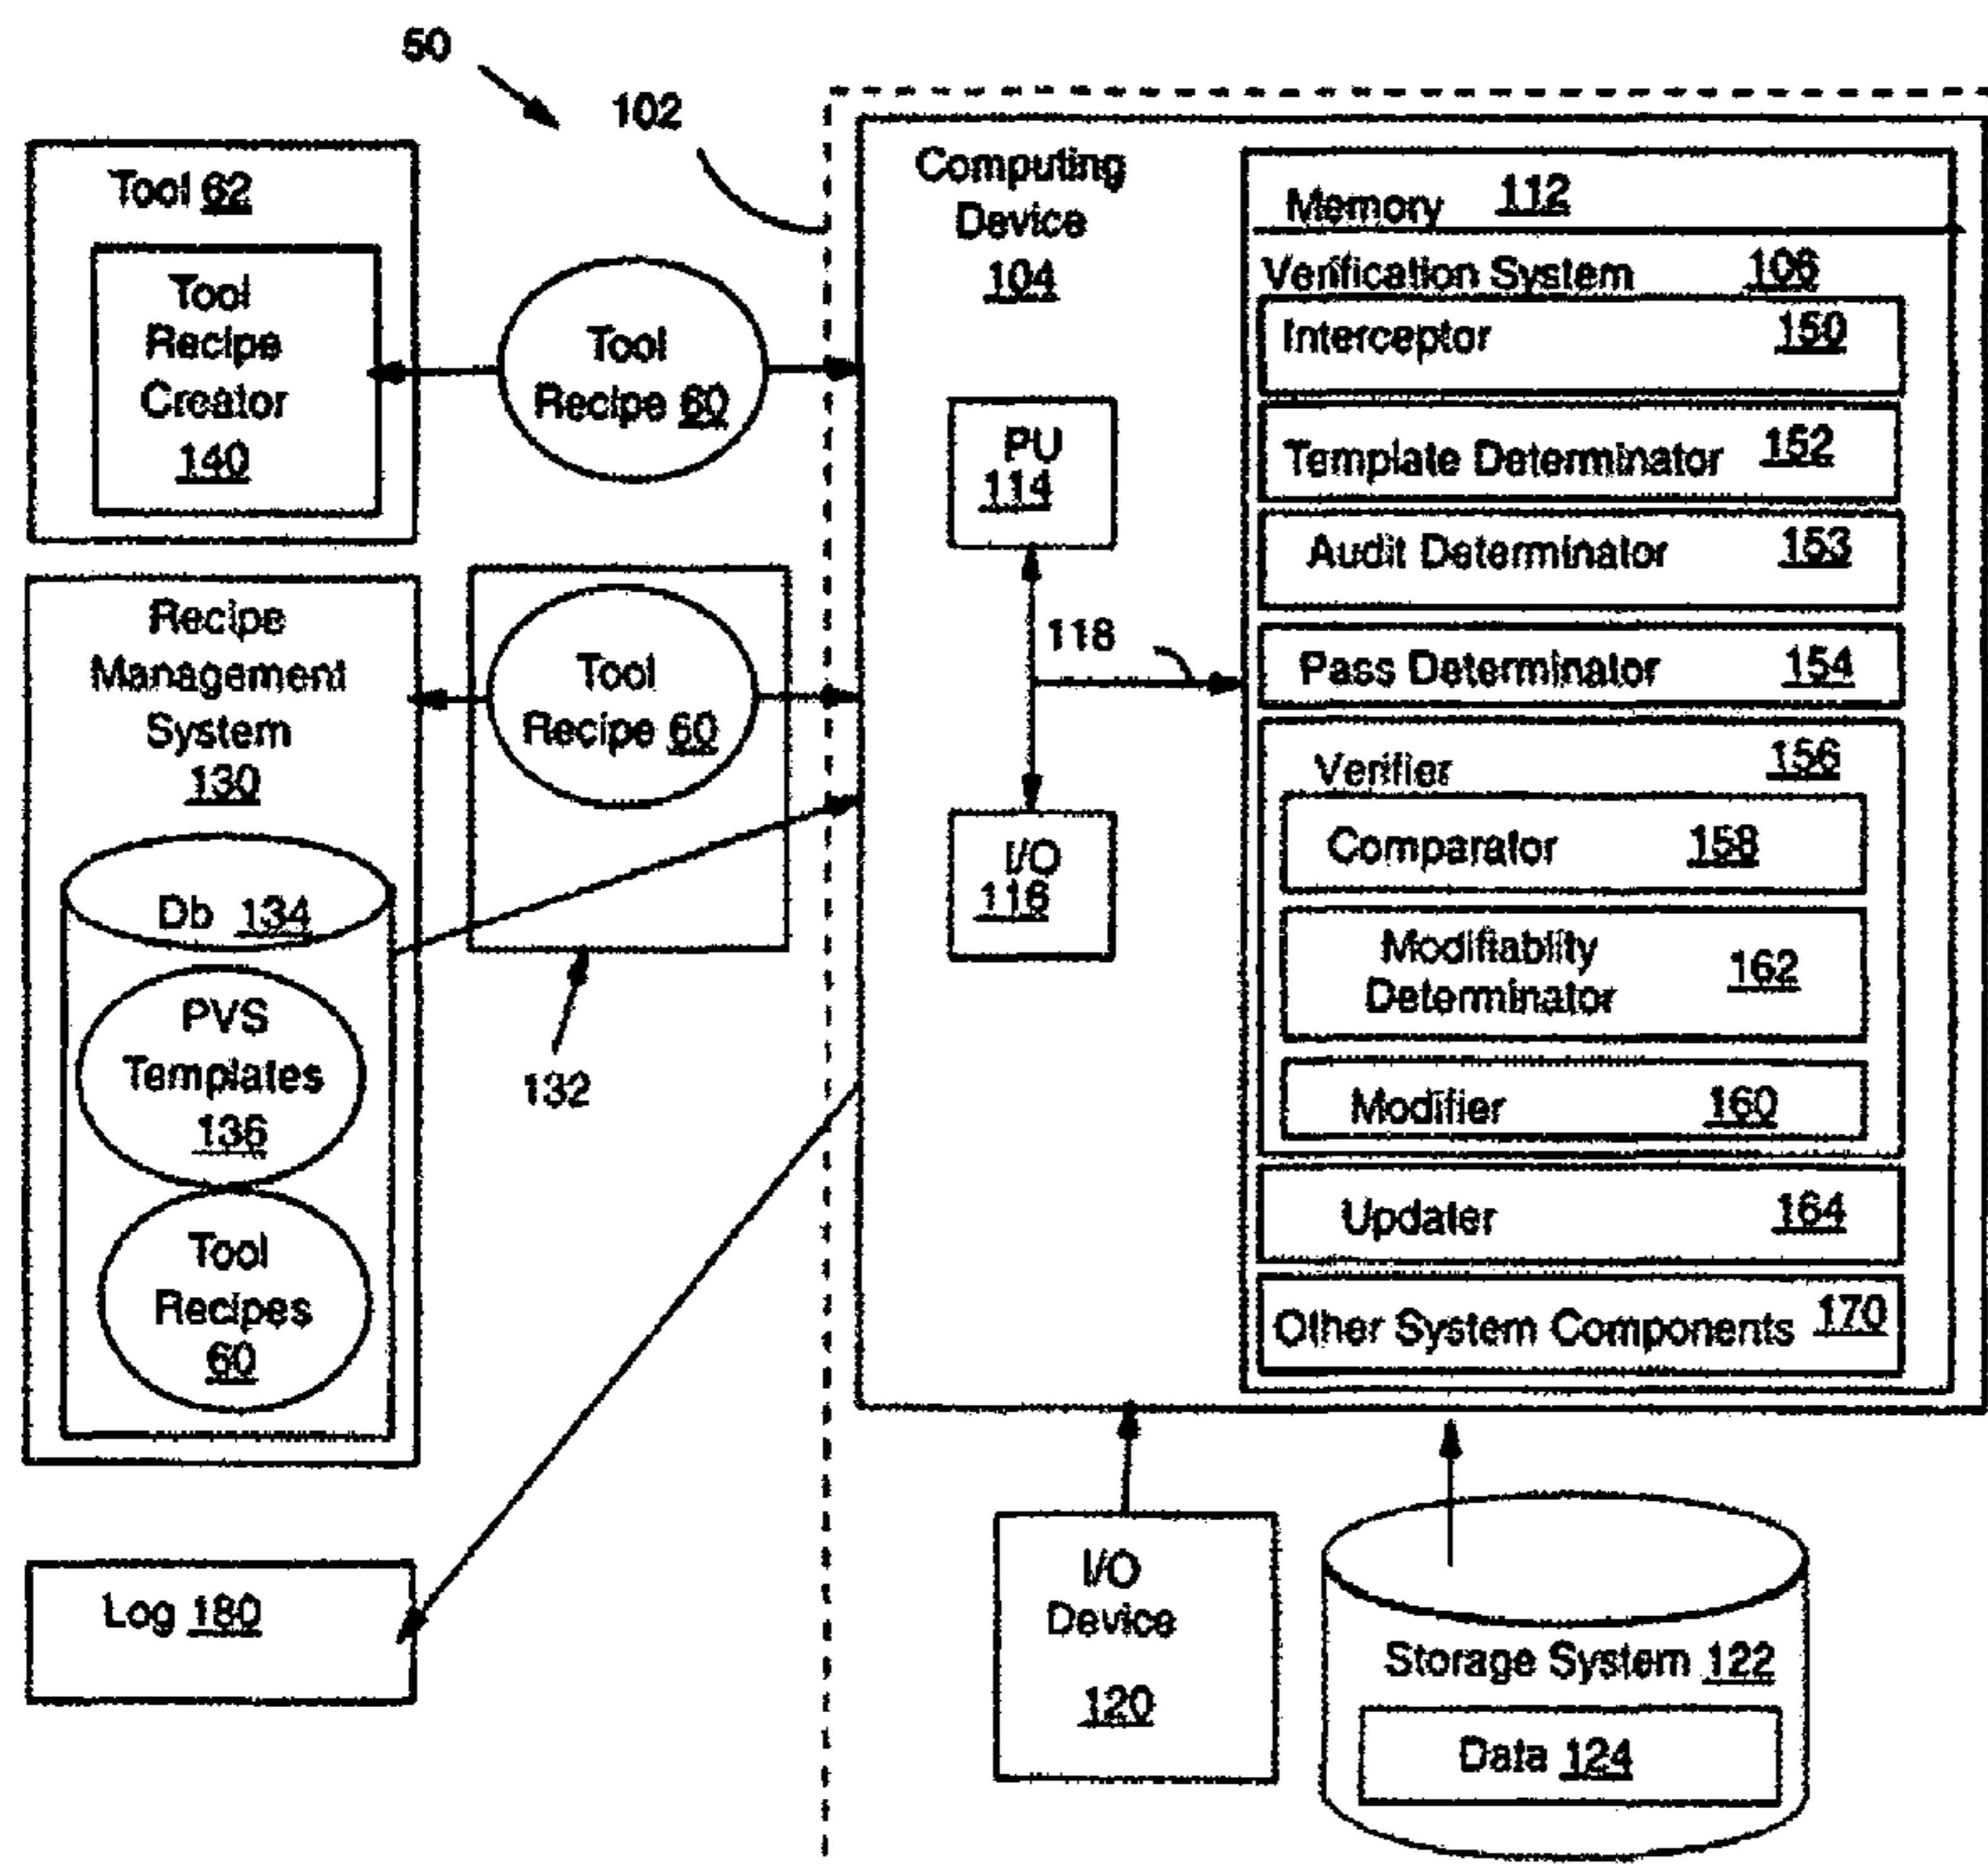 50
102
Tool 62
Tool
Recipe
Creator
140
Tool
Recipe 60
Recipe
Management
System
130
Tool
Recipe 60
132
Db 134
PVS
Templates
136
Tool
Recipes
60
Log 180
Computing
Device
104
PU
114
118
I/O
116
Memory 112
Verification System 106
Interceptor 150
Template Determinator 152
Audit Determinator 153
Pass Determinator 154
Verifier 156
Comparator 158
Modifiablity
Determinator 162
Modifier 160
Updater 164
Other System Components 170
I/O
Device
120
Storage System 122
Data 124